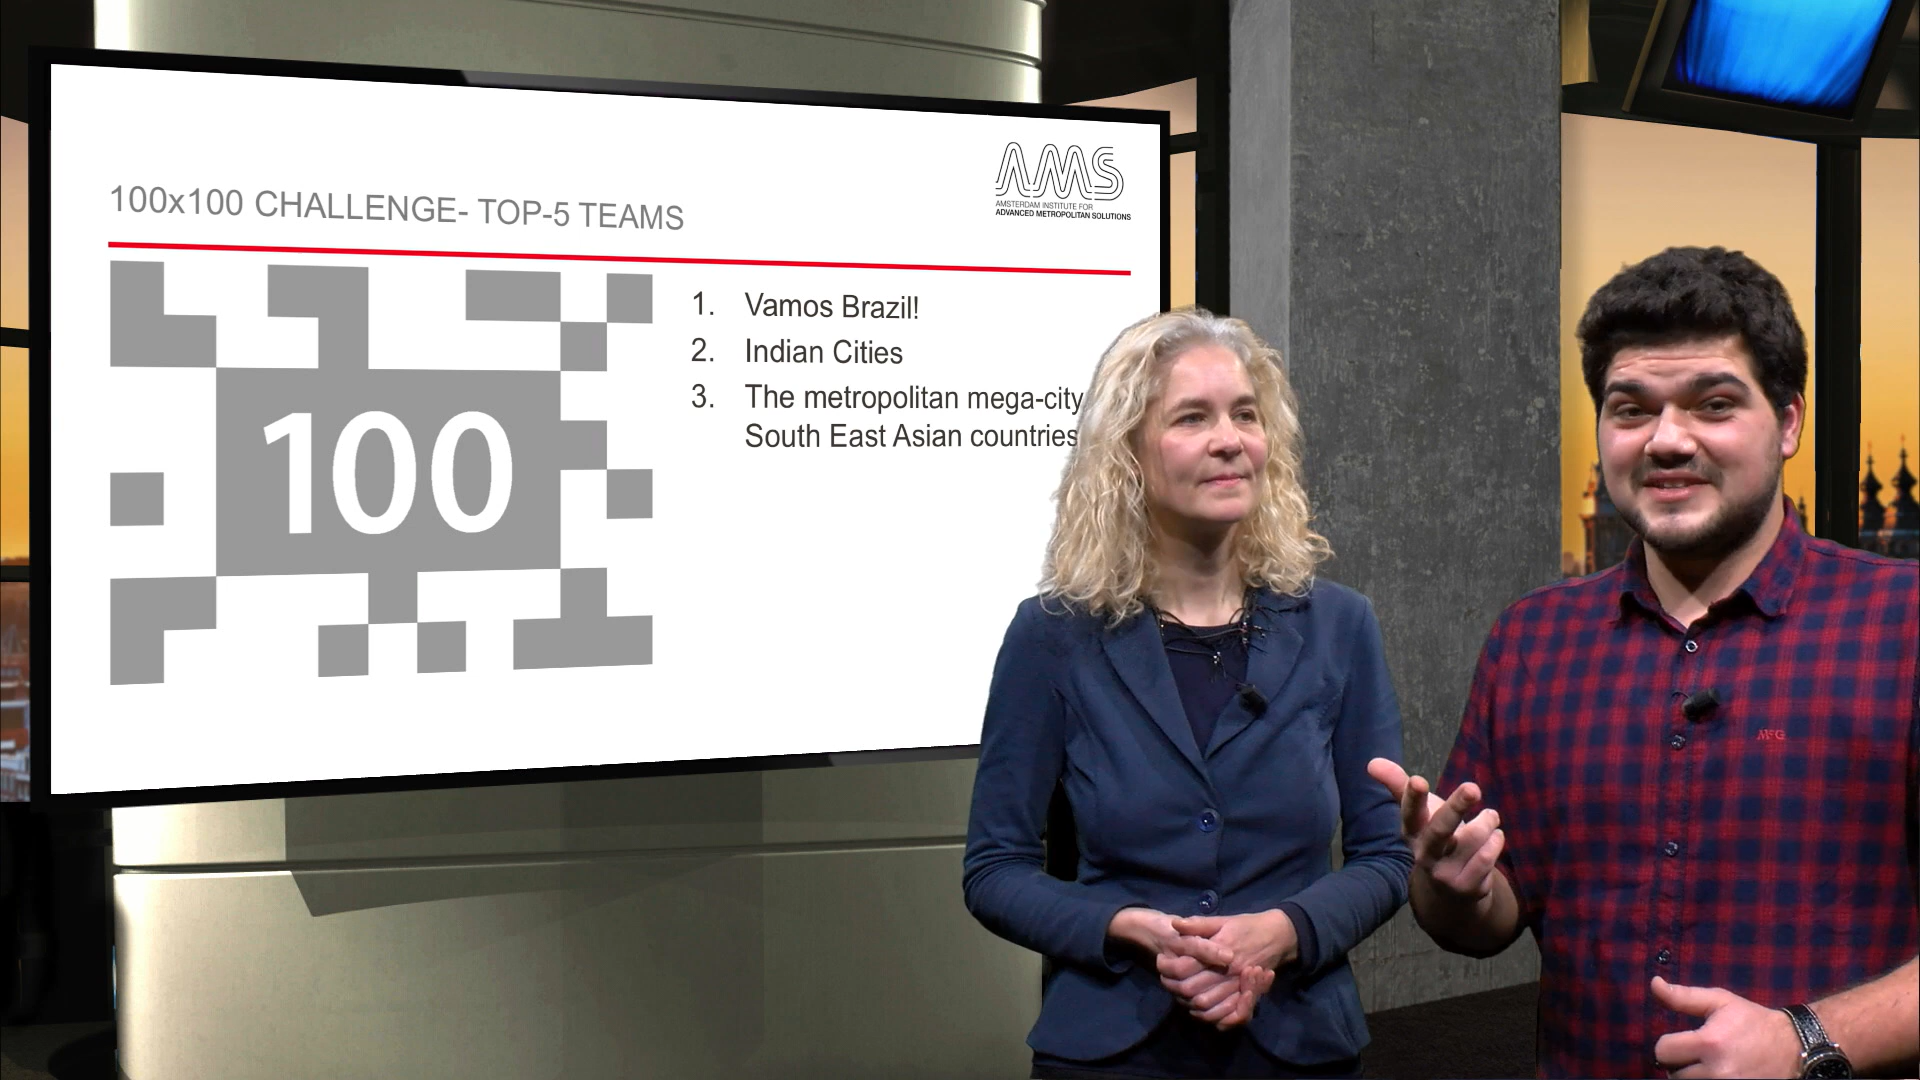 AMS
AMSTERDAM INSTITUTE FOR
ADVANCED METROPOLITAN SOLUTIONS
100x100 CHALLENGE- TOP-5 TEAMS
100
1. Vamos Brazil!
2. Indian Cities
3. The metropolitan mega-city
South East Asian countries
McG